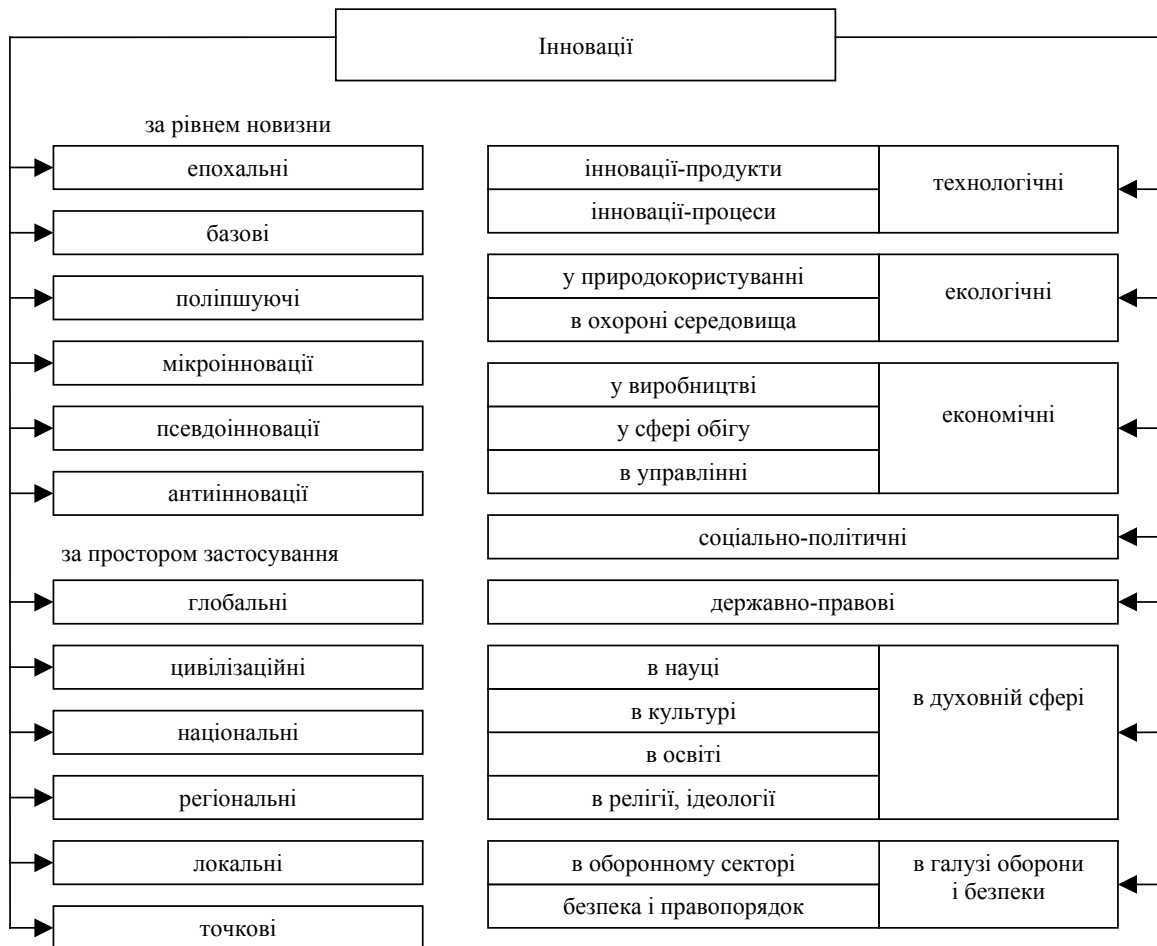 Інновації
за рівнем новизни
епохальні
базові
поліпшуючі
мікроінновації
псевдоінновації
антиінновації
за простором застосування
глобальні
цивілізаційні
національні
регіональні
локальні
точкові
інновації-продукти
інновації-процеси
технологічні
у природокористуванні
в охороні середовища
екологічні
у виробництві
у сфері обігу
в управлінні
економічні
соціально-політичні
державно-правові
в науці
в культурі
в освіті
в релігії, ідеології
в духовній сфері
в оборонному секторі
безпека і правопорядок
в галузі оборони
і безпеки